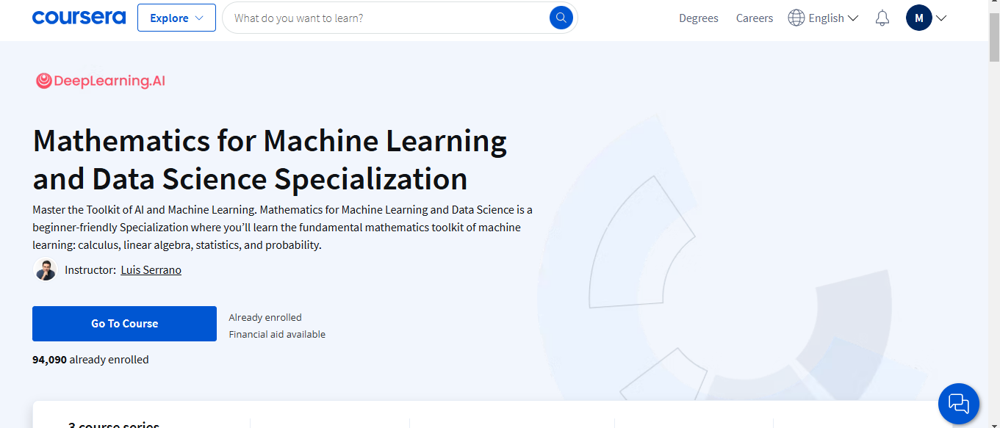 coursera
Explore
What do you want to learn?
Degrees
Careers
English
M
DeepLearning.AI
Mathematics for Machine Learning
and Data Science Specialization
Master the Toolkit of AI and Machine Learning. Mathematics for Machine Learning and Data Science is a
beginner-friendly Specialization where you’ll learn the fundamental mathematics toolkit of machine
learning: calculus, linear algebra, statistics, and probability.
Instructor: Luis Serrano
Go To Course
Already enrolled
Financial aid available
94,090 already enrolled
3 course series